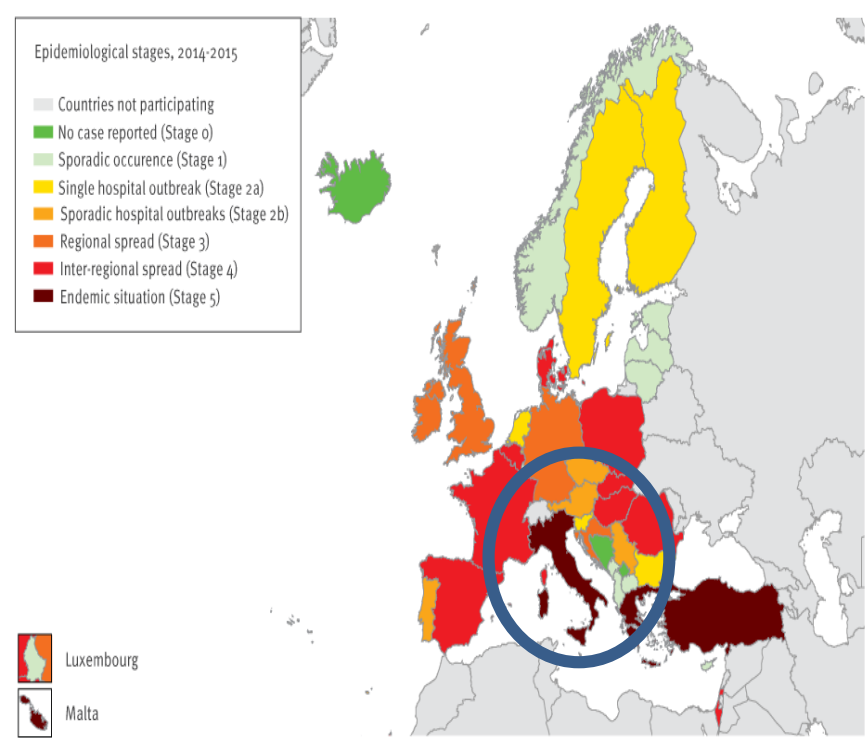 Epidemiological stages, 2014-2015
Countries not participating
No case reported (Stage 0)
Sporadic occurence (Stage 1)
Single hospital outbreak (Stage 2a)
Sporadic hospital outbreaks (Stage 2b)
Regional spread (Stage 3)
Inter-regional spread (Stage 4)
Endemic situation (Stage 5)
Luxembourg
Malta